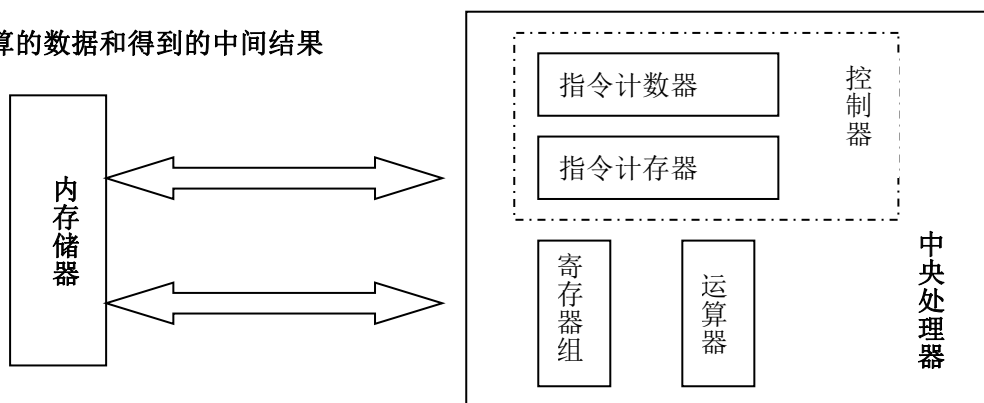 算的数据和得到的中间结果
指令计数器
指令计存器
控制器
内存储器
寄存器组
运算器
中央处理器